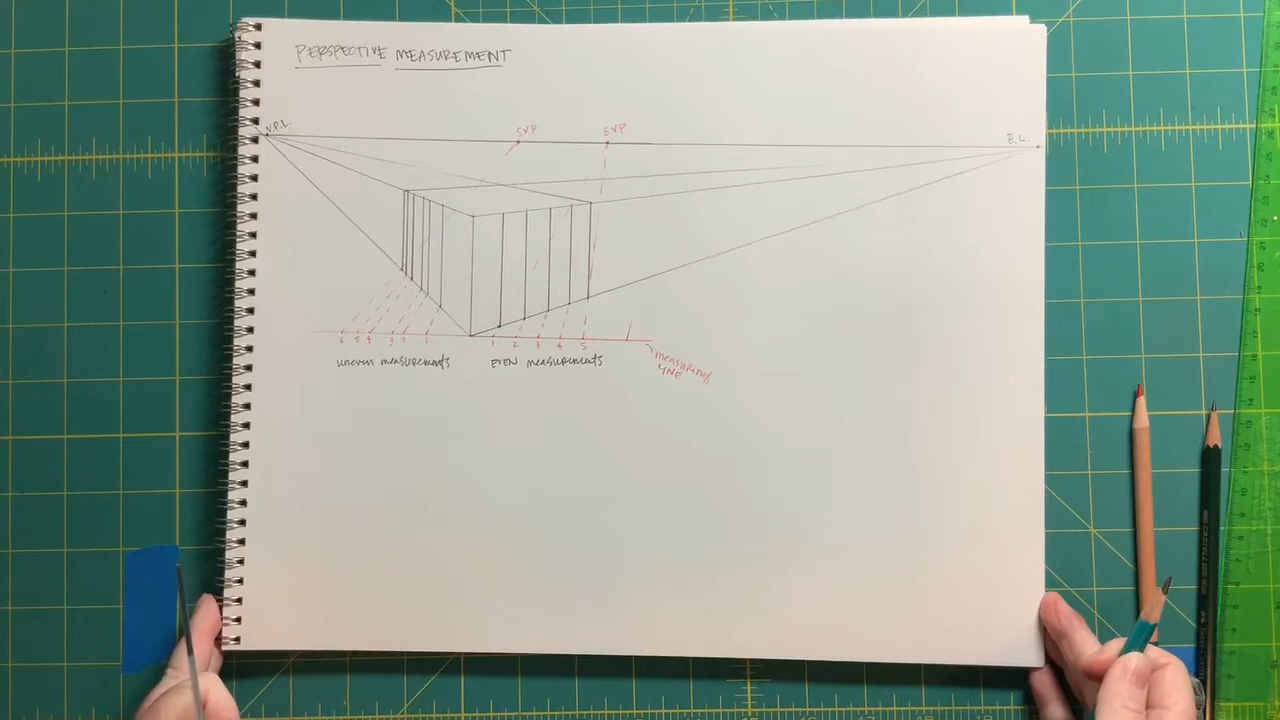 PERSPECTIVE MEASUREMENT
V.P.L.
SVP
SVP
E.L.
6 5 4 3 2 1
1 2 3 4 5
uneven measurements
EVEN measurements
measuring
LINE